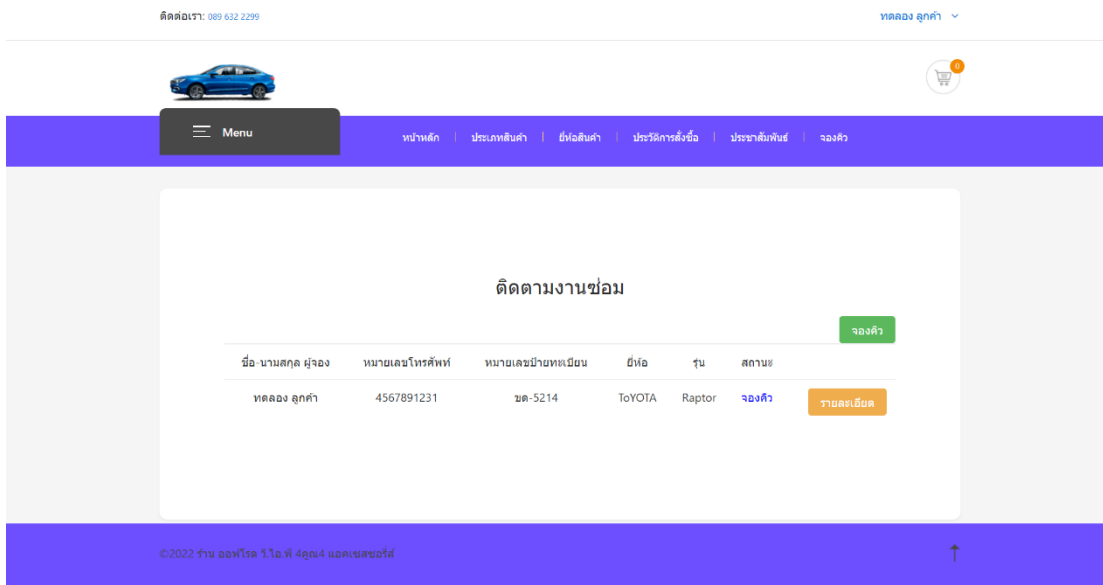 ติดต่อเรา: 089 632 2299
ทดลอง ลูกค้า
0
Menu
หน้าหลัก ประเภทสินค้า ยี่ห้อสินค้า ประวัติการสั่งซื้อ ประชาสัมพันธ์ จองคิว
ติดตามงานซ่อม
จองคิว
ชื่อ-นามสกุล ผู้จอง หมายเลขโทรศัพท์ หมายเลขป้ายทะเบียน ยี่ห้อ รุ่น สถานะ
ทดลอง ลูกค้า 4567891231 ขด-5214 ToYOTA Raptor จองคิว รายละเอียด
©2022 ร้าน ออฟโรด วี.ไอ.พี 4คูณ4 แอคเซสซอรีส์